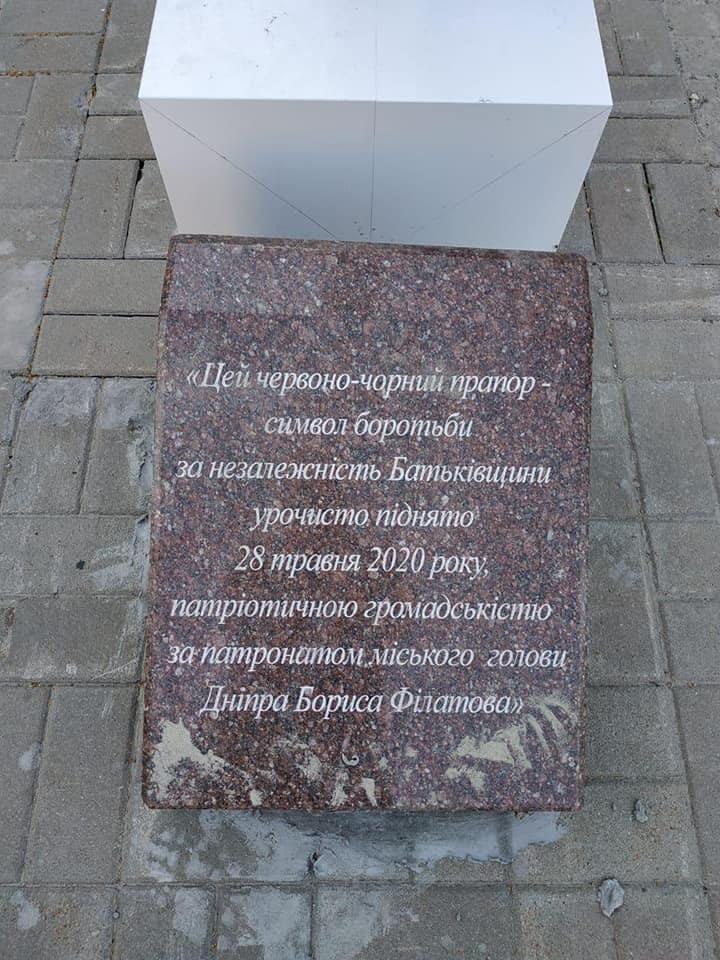 «Цей червоно-чорний прапор -
символ боротьби
за незалежність Батьківщини
урочисто піднято
28 травня 2020 року,
патріотичною громадськістю
за патронатом міського голови
Дніпра Бориса Філатова»